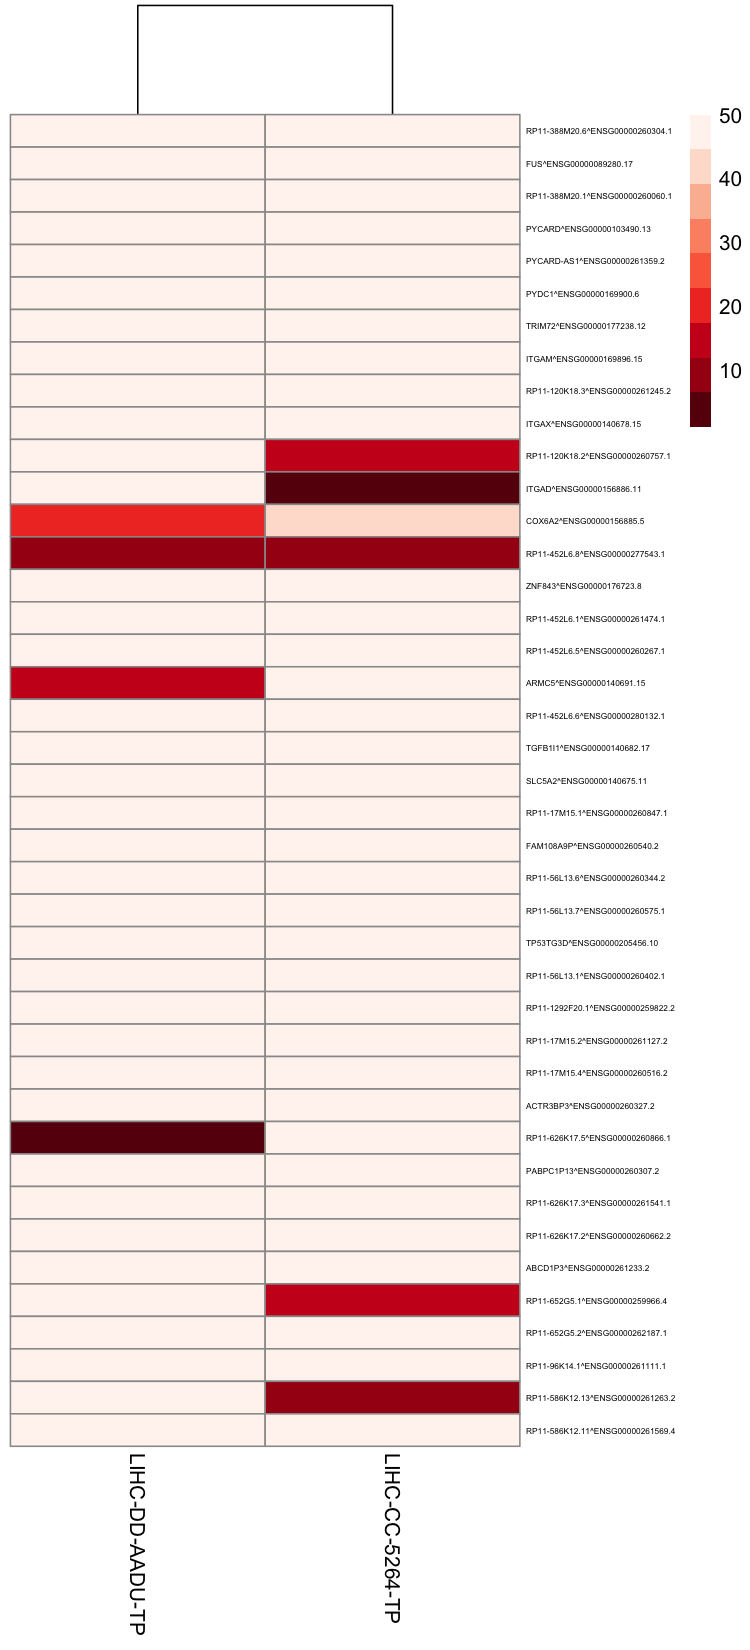 50
40
30
20
10
RP11-388M20.6^ENSG00000260304.1
FUS^ENSG00000089280.17
RP11-388M20.1^ENSG00000260060.1
PYCARD^ENSG00000103490.13
PYCARD-AS1^ENSG00000261359.2
PYDC1^ENSG00000169900.6
TRIM72^ENSG00000177238.12
ITGAM^ENSG00000169896.15
RP11-120K18.3^ENSG00000261245.2
ITGAX^ENSG00000140678.15
RP11-120K18.2^ENSG00000260757.1
ITGAD^ENSG00000156886.11
COX6A2^ENSG00000156885.5
RP11-452L6.8^ENSG00000277543.1
ZNF843^ENSG00000176723.8
RP11-452L6.1^ENSG00000261474.1
RP11-452L6.5^ENSG00000260267.1
ARMC5^ENSG00000140691.15
RP11-452L6.6^ENSG00000280132.1
TGFB1I1^ENSG00000140682.17
SLC5A2^ENSG00000140675.11
RP11-17M15.1^ENSG00000260847.1
FAM108A9P^ENSG00000260540.2
RP11-56L13.6^ENSG00000260344.2
RP11-56L13.7^ENSG00000260575.1
TP53TG3D^ENSG00000205456.10
RP11-56L13.1^ENSG00000260402.1
RP11-1292F20.1^ENSG00000259822.2
RP11-17M15.2^ENSG00000261127.2
RP11-17M15.4^ENSG00000260516.2
ACTR3BP3^ENSG00000260327.2
RP11-626K17.5^ENSG00000260866.1
PABPC1P13^ENSG00000260307.2
RP11-626K17.3^ENSG00000261541.1
RP11-626K17.2^ENSG00000260662.2
ABCD1P3^ENSG00000261233.2
RP11-652G5.1^ENSG00000259966.4
RP11-652G5.2^ENSG00000262187.1
RP11-96K14.1^ENSG00000261111.1
RP11-586K12.13^ENSG00000261263.2
RP11-586K12.11^ENSG00000261569.4
LIHC-DD-AADU-TP
LIHC-CC-5264-TP